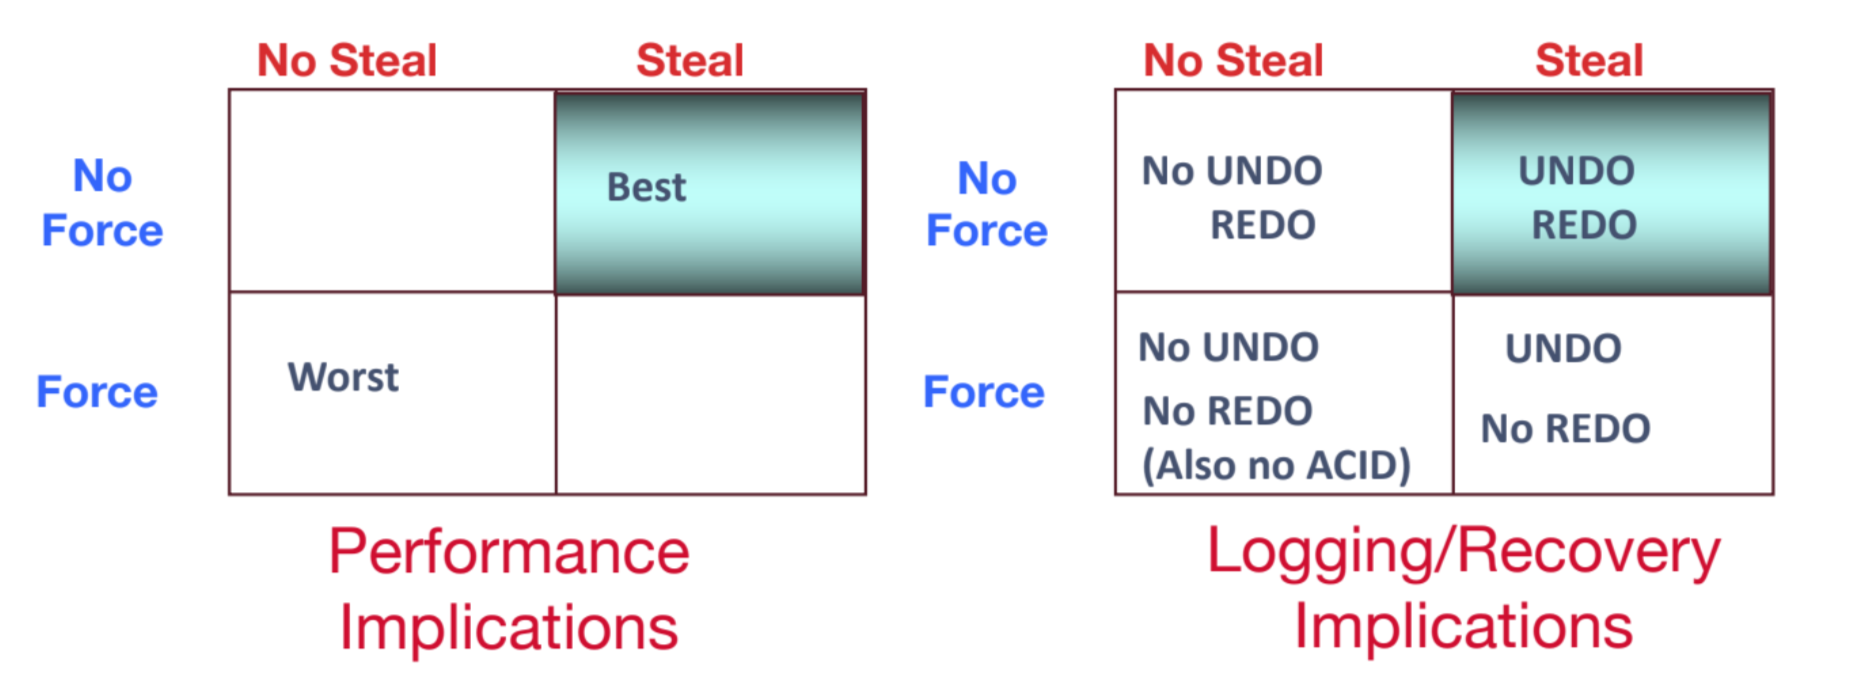 No Steal
Steal
No
Force
Best
Force
Worst
Performance
Implications
No Steal
Steal
No
Force
No UNDO
REDO
UNDO
REDO
Force
No UNDO
No REDO
(Also no ACID)
UNDO
No REDO
Logging/Recovery
Implications